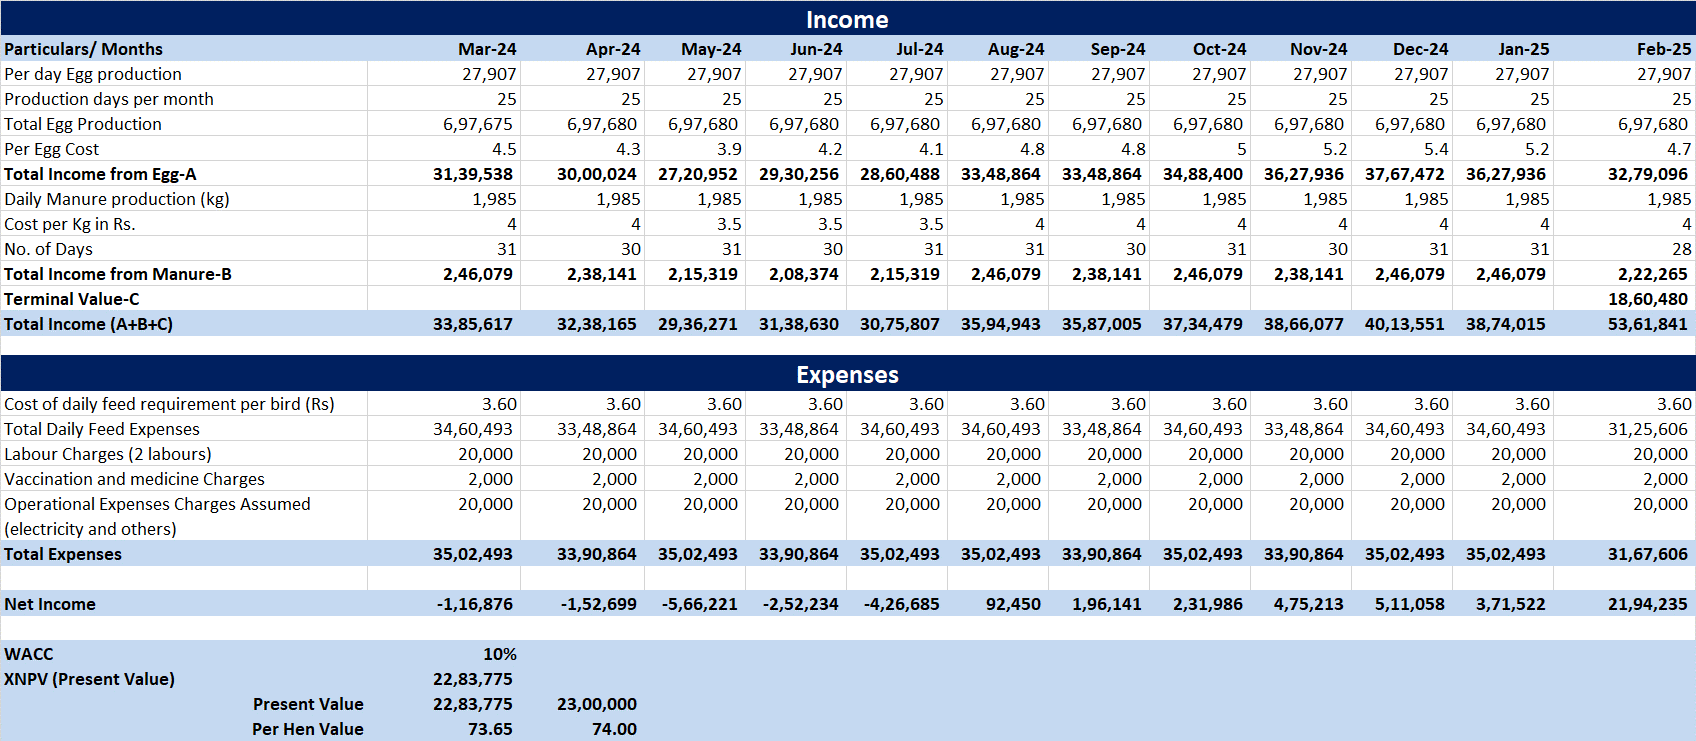 Income
Particulars/ Months Mar-24 Apr-24 May-24 Jun-24 Jul-24 Aug-24 Sep-24 Oct-24 Nov-24 Dec-24 Jan-25 Feb-25
Per day Egg production 27,907 27,907 27,907 27,907 27,907 27,907 27,907 27,907 27,907 27,907 27,907 27,907
Production days per month 25 25 25 25 25 25 25 25 25 25 25 25
Total Egg Production 6,97,675 6,97,680 6,97,680 6,97,680 6,97,680 6,97,680 6,97,680 6,97,680 6,97,680 6,97,680 6,97,680 6,97,680
Per Egg Cost 4.5 4.3 3.9 4.2 4.1 4.8 4.8 5 5.2 5.4 5.2 4.7
Total Income from Egg-A 31,39,538 30,00,024 27,20,952 29,30,256 28,60,488 33,48,864 33,48,864 34,88,400 36,27,936 37,67,472 36,27,936 32,79,096
Daily Manure production (kg) 1,985 1,985 1,985 1,985 1,985 1,985 1,985 1,985 1,985 1,985 1,985 1,985
Cost per Kg in Rs. 4 4 3.5 3.5 3.5 4 4 4 4 4 4 4
No. of Days 31 30 31 30 31 31 30 31 30 31 31 28
Total Income from Manure-B 2,46,079 2,38,141 2,15,319 2,08,374 2,15,319 2,46,079 2,38,141 2,46,079 2,38,141 2,46,079 2,46,079 2,22,265
Terminal Value-C 18,60,480
Total Income (A+B+C) 33,85,617 32,38,165 29,36,271 31,38,630 30,75,807 35,94,943 35,87,005 37,34,479 38,66,077 40,13,551 38,74,015 53,61,841
Expenses
Cost of daily feed requirement per bird (Rs) 3.60 3.60 3.60 3.60 3.60 3.60 3.60 3.60 3.60 3.60 3.60 3.60
Total Daily Feed Expenses 34,60,493 33,48,864 34,60,493 33,48,864 34,60,493 34,60,493 33,48,864 34,60,493 33,48,864 34,60,493 34,60,493 31,25,606
Labour Charges (2 labours) 20,000 20,000 20,000 20,000 20,000 20,000 20,000 20,000 20,000 20,000 20,000 20,000
Vaccination and medicine Charges 2,000 2,000 2,000 2,000 2,000 2,000 2,000 2,000 2,000 2,000 2,000 2,000
Operational Expenses Charges Assumed 20,000 20,000 20,000 20,000 20,000 20,000 20,000 20,000 20,000 20,000 20,000 20,000
(electricity and others)
Total Expenses 35,02,493 33,90,864 35,02,493 33,90,864 35,02,493 35,02,493 33,90,864 35,02,493 33,90,864 35,02,493 35,02,493 31,67,606
Net Income -1,16,876 -1,52,699 -5,66,221 -2,52,234 -4,26,685 92,450 1,96,141 2,31,986 4,75,213 5,11,058 3,71,522 21,94,235
WACC 10%
XNPV (Present Value) 22,83,775
Present Value 22,83,775 23,00,000
Per Hen Value 73.65 74.00